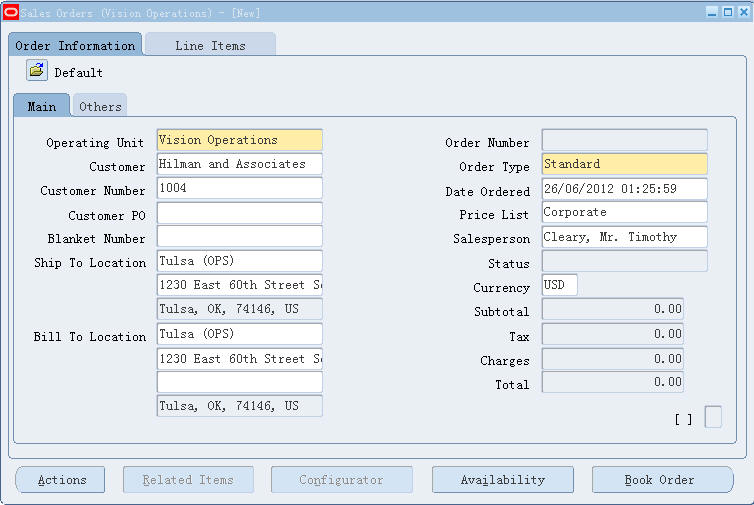 Sales Orders (Vision Operations) - [New]
Order Information
Line Items
Default
Main
Others
Operating Unit Vision Operations
Customer Hilman and Associates
Customer Number 1004
Customer PO
Blanket Number
Ship To Location Tulsa (OPS)
1230 East 60th Street S
Tulsa, OK, 74146, US
Bill To Location Tulsa (OPS)
1230 East 60th Street S
Tulsa, OK, 74146, US
Order Number
Order Type Standard
Date Ordered 26/06/2012 01:25:59
Price List Corporate
Salesperson Cleary, Mr. Timothy
Status
Currency USD
Subtotal 0.00
Tax 0.00
Charges 0.00
Total 0.00
[ ]
Actions
Related Items
Configurator
Availability
Book Order